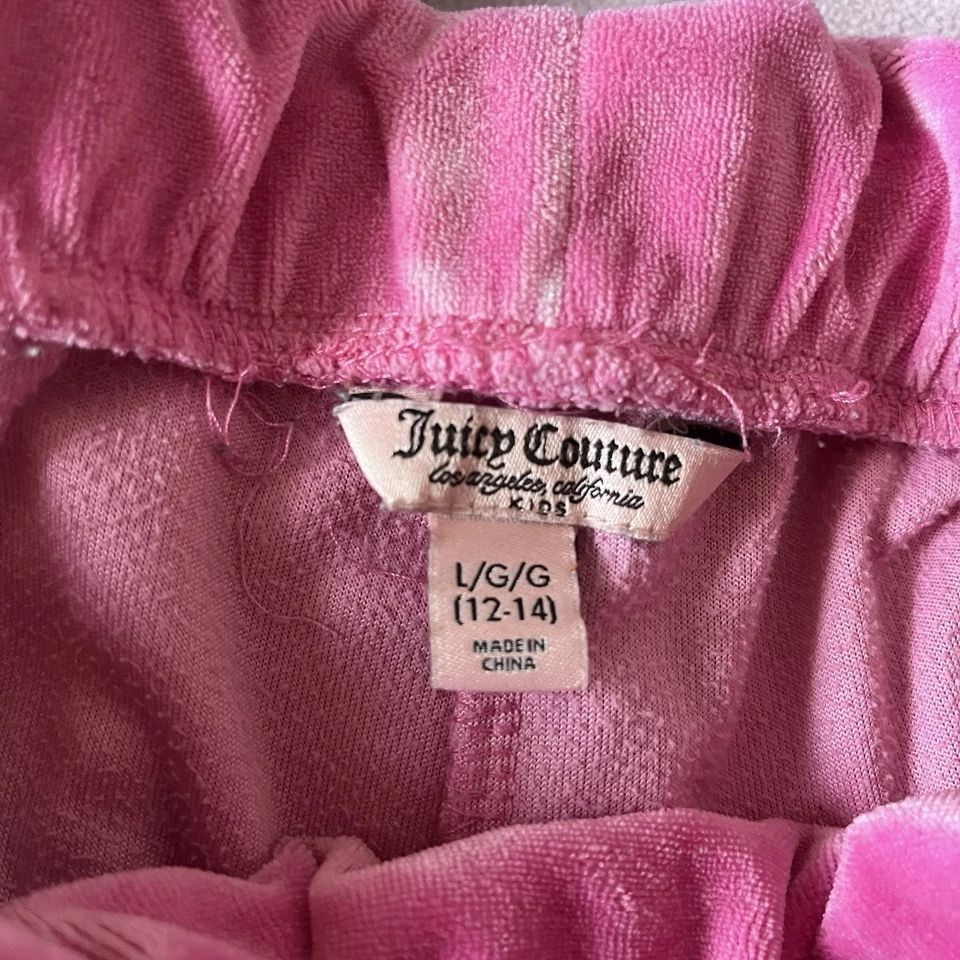 Juicy Couture
los angeles, california
KIDS
L/G/G
(12-14)
MADE IN
CHINA